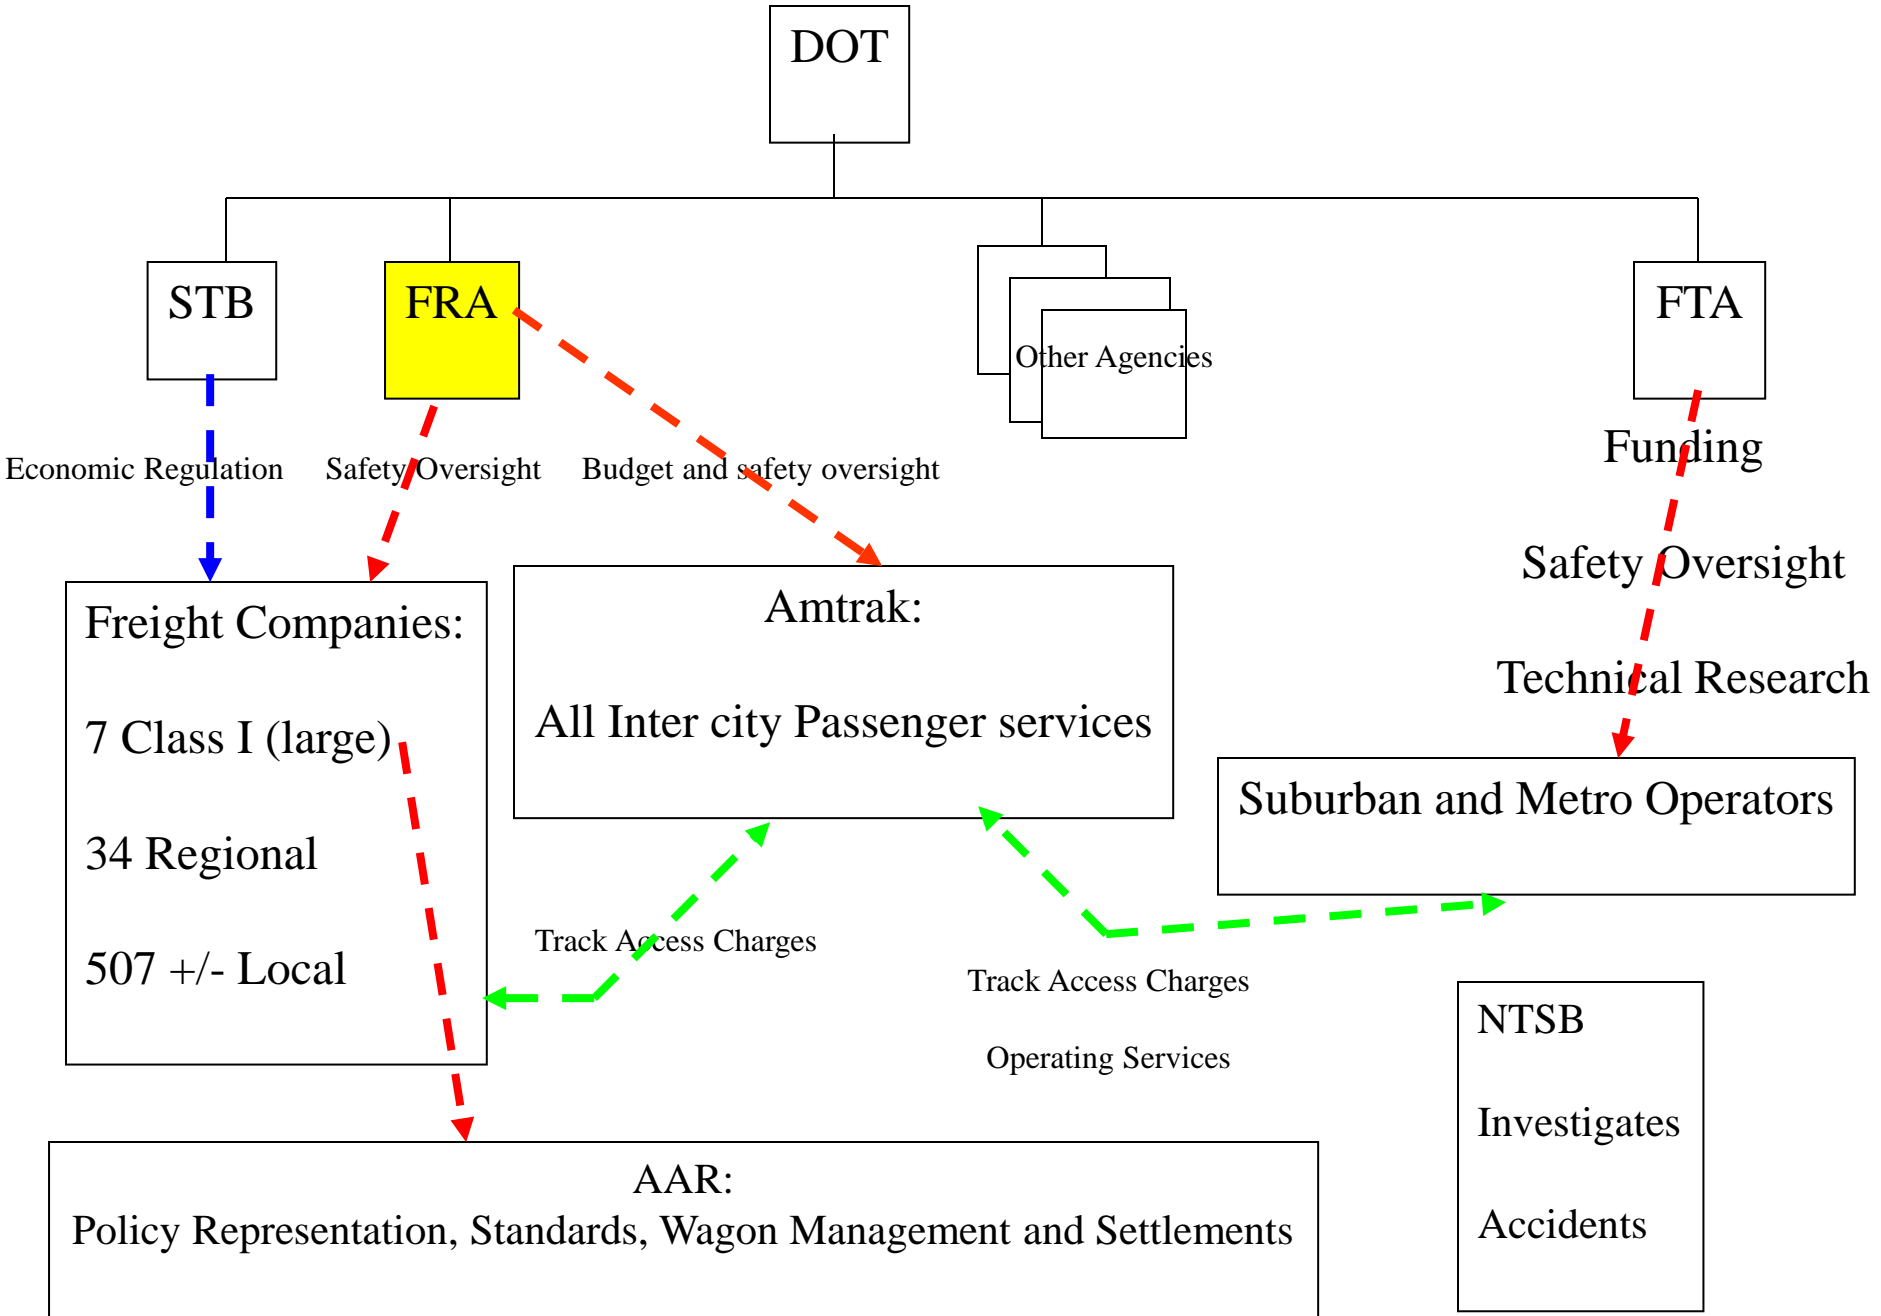 DOT
STB
FRA
Other Agencies
FTA
Economic Regulation
Safety Oversight
Budget and safety oversight
Funding
Safety Oversight
Technical Research
Freight Companies:
7 Class I (large)
34 Regional
507 +/- Local
Amtrak:
All Inter city Passenger services
Suburban and Metro Operators
Track Access Charges
Track Access Charges
Operating Services
NTSB
Investigates
Accidents
AAR:
Policy Representation, Standards, Wagon Management and Settlements